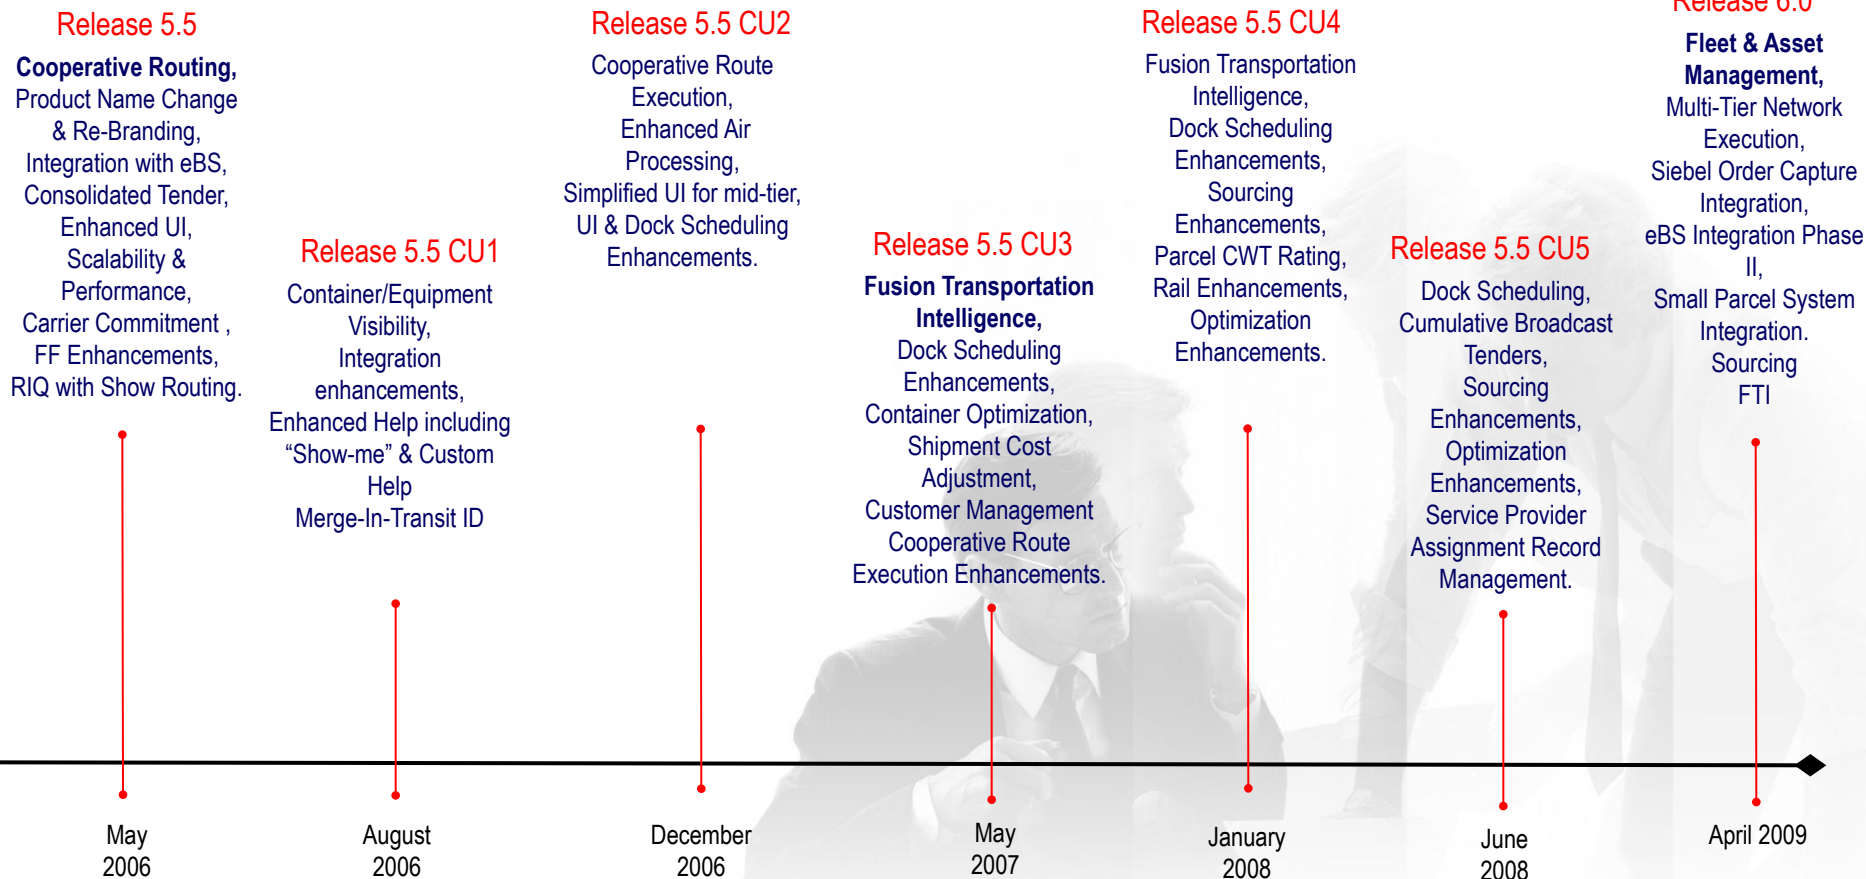 Release 5.5
Cooperative Routing,
Product Name Change
& Re-Branding,
Integration with eBS,
Consolidated Tender,
Enhanced UI,
Scalability &
Performance,
Carrier Commitment ,
FF Enhancements,
RIQ with Show Routing.
May
2006
Release 5.5 CU1
Container/Equipment
Visibility,
Integration
enhancements,
Enhanced Help including
“Show-me” & Custom
Help
Merge-In-Transit ID
August
2006
Release 5.5 CU2
Cooperative Route
Execution,
Enhanced Air
Processing,
Simplified UI for mid-tier,
UI & Dock Scheduling
Enhancements.
December
2006
Release 5.5 CU3
Fusion Transportation
Intelligence,
Dock Scheduling
Enhancements,
Container Optimization,
Shipment Cost
Adjustment,
Customer Management
Cooperative Route
Execution Enhancements.
May
2007
Release 5.5 CU4
Fusion Transportation
Intelligence,
Dock Scheduling
Enhancements,
Sourcing
Enhancements,
Parcel CWT Rating,
Rail Enhancements,
Optimization
Enhancements.
January
2008
Release 5.5 CU5
Dock Scheduling,
Cumulative Broadcast
Tenders,
Sourcing
Enhancements,
Optimization
Enhancements,
Service Provider
Assignment Record
Management.
June
2008
Release 6.0
Fleet & Asset
Management,
Multi-Tier Network
Execution,
Siebel Order Capture
Integration,
eBS Integration Phase
II,
Small Parcel System
Integration.
Sourcing
FTI
April 2009